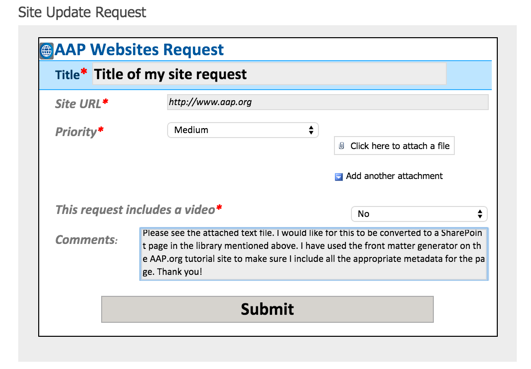 Site Update Request
AAP Websites Request
Title* Title of my site request
Site URL* http://www.aap.org
Priority* Medium
Click here to attach a file
Add another attachment
This request includes a video* No
Comments: Please see the attached text file. I would like for this to be converted to a SharePoin
t page in the library mentioned above. I have used the front matter generator on th
e AAP.org tutorial site to make sure I include all the appropriate metadata for the pa
ge. Thank you!
Submit